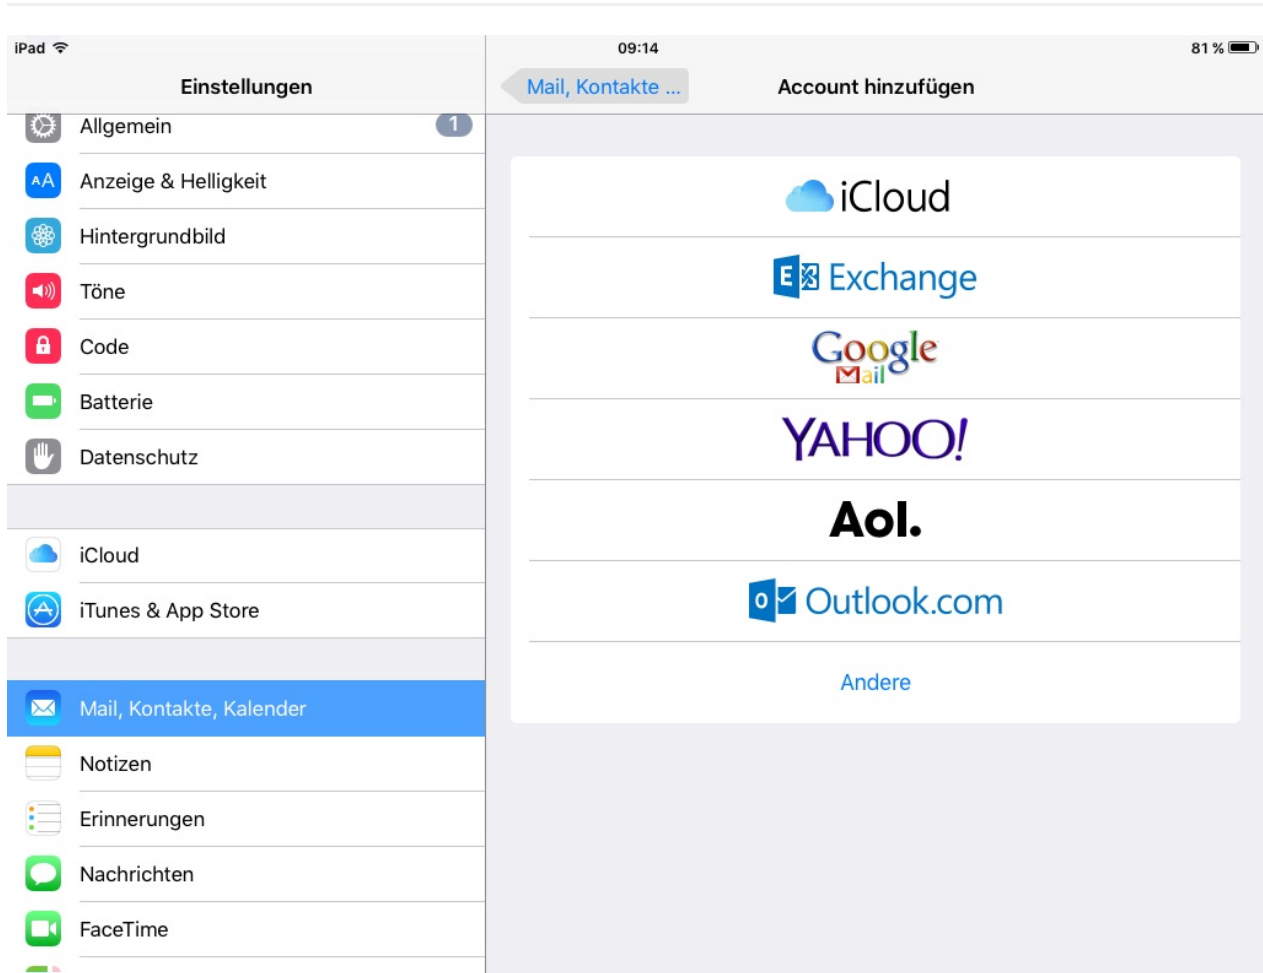 iPad
09:14
81 %
Einstellungen
Mail, Kontakte ...
Account hinzufügen
Allgemein
1
AA Anzeige & Helligkeit
Hintergrundbild
Töne
Code
Batterie
Datenschutz
iCloud
iTunes & App Store
Mail, Kontakte, Kalender
Notizen
Erinnerungen
Nachrichten
FaceTime
iCloud
E Exchange
Google
Mail
YAHOO!
Aol.
o Outlook.com
Andere